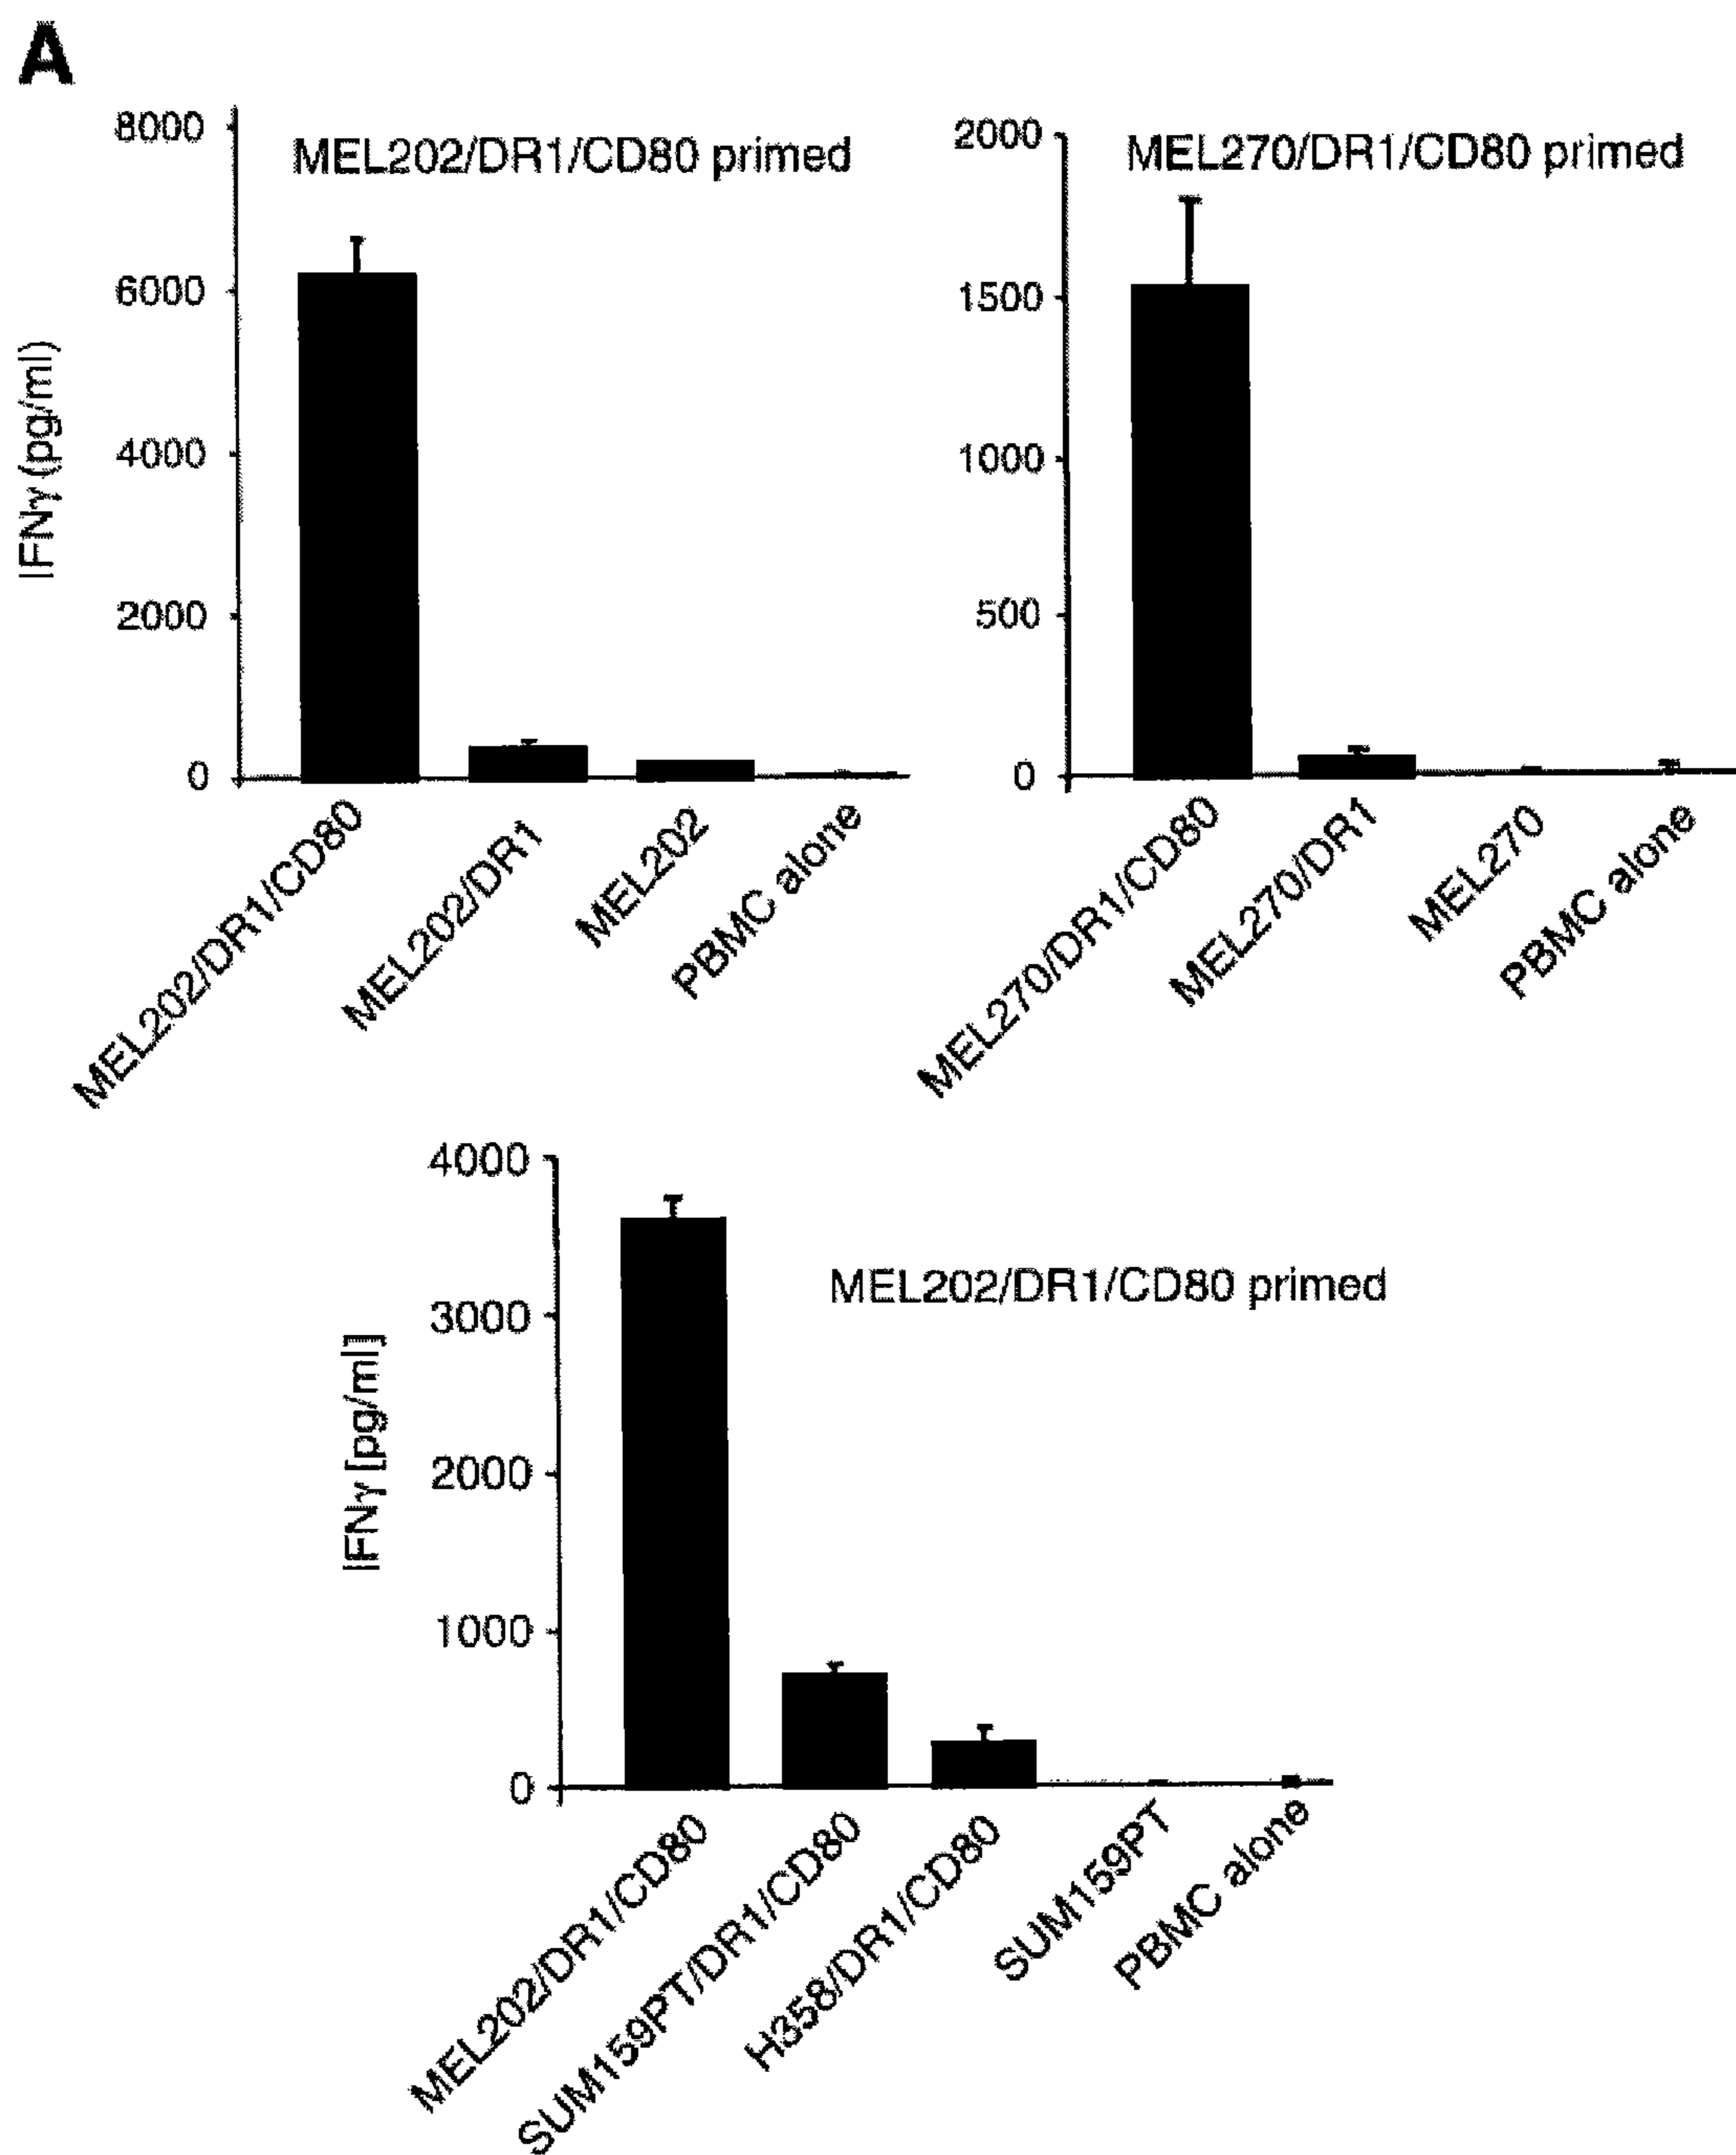 A
MEL202/DR1/CD80 primed
8000
6000
4000
2000
0
IFNγ (pg/ml)
MEL202/DR1/CD80
MEL202/DR1
MEL202
PBMC alone
MEL270/DR1/CD80 primed
2000
1500
1000
500
0
MEL270/DR1/CD80
MEL270/DR1
MEL270
PBMC alone
MEL202/DR1/CD80 primed
4000
3000
2000
1000
0
IFNγ [pg/ml]
MEL202/DR1/CD80
SUM159PT/DR1/CD80
H358/DR1/CD80
SUM159PT
PBMC alone